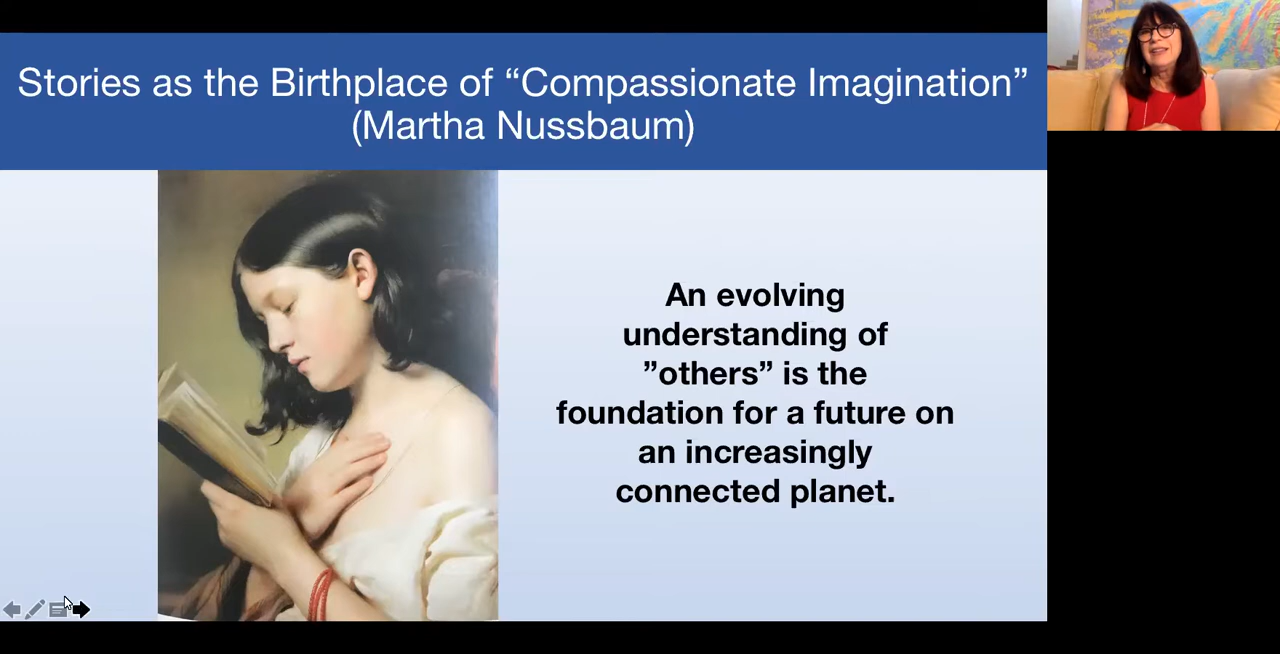 Stories as the Birthplace of “Compassionate Imagination”
(Martha Nussbaum)
An evolving
understanding of
”others” is the
foundation for a future on
an increasingly
connected planet.